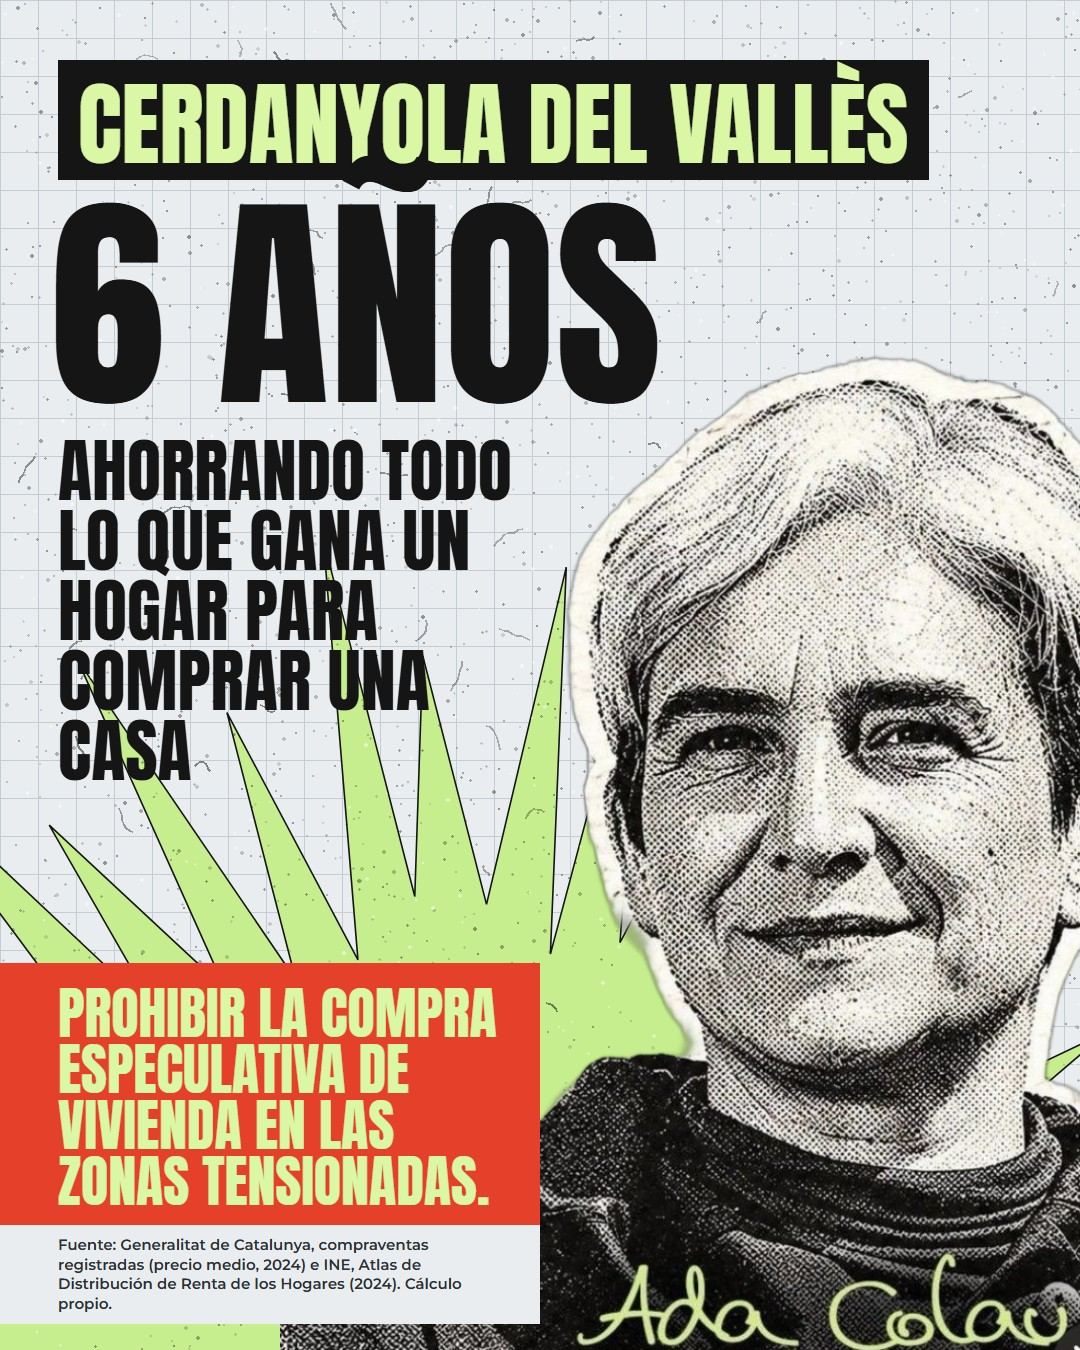 CERDANYOLA DEL VALLÈS
6 AÑOS
AHORRANDO TODO
LO QUE GANA UN
HOGAR PARA
COMPRAR UNA
CASA
PROHIBIR LA COMPRA
ESPECULATIVA DE
VIVIENDA EN LAS
ZONAS TENSIONADAS.
Fuente: Generalitat de Catalunya, compraventas
registradas (precio medio, 2024) e INE, Atlas de
Distribución de Renta de los Hogares (2024). Cálculo
propio.
Ada Colau